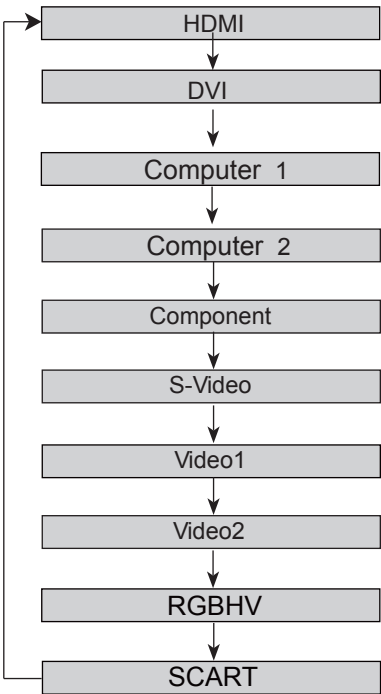 HDMI
DVI
Computer 1
Computer 2
Component
S-Video
Video1
Video2
RGBHV
SCART